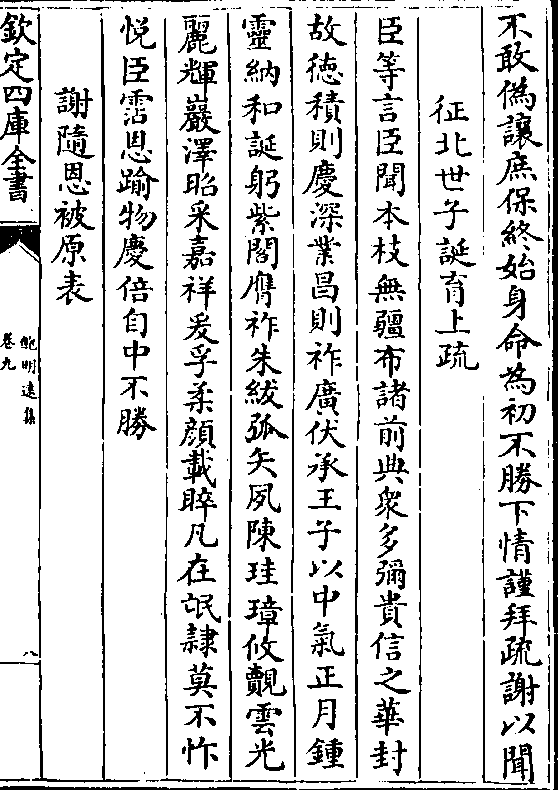 不敢偽讓庶保終始身命為初不勝下情謹拜疏謝以聞
征北世子誕育上疏
臣等言臣聞本枝無疆布諸前典衆多彌貴信之華封
故徳積則慶深業昌則祚廣伏承王子以中氣正月鍾
靈納和誕躬紫閤膺祚朱紱弧矢夙陳珪璋攸覿雲光
麗輝巖澤昭采嘉祥爰孚柔顔載睟凡在氓隷莫不忭
悦臣霑恩踰物慶倍自中不勝
謝隨恩被原表
欽定四庫全書
鮑明遠集
卷九
八